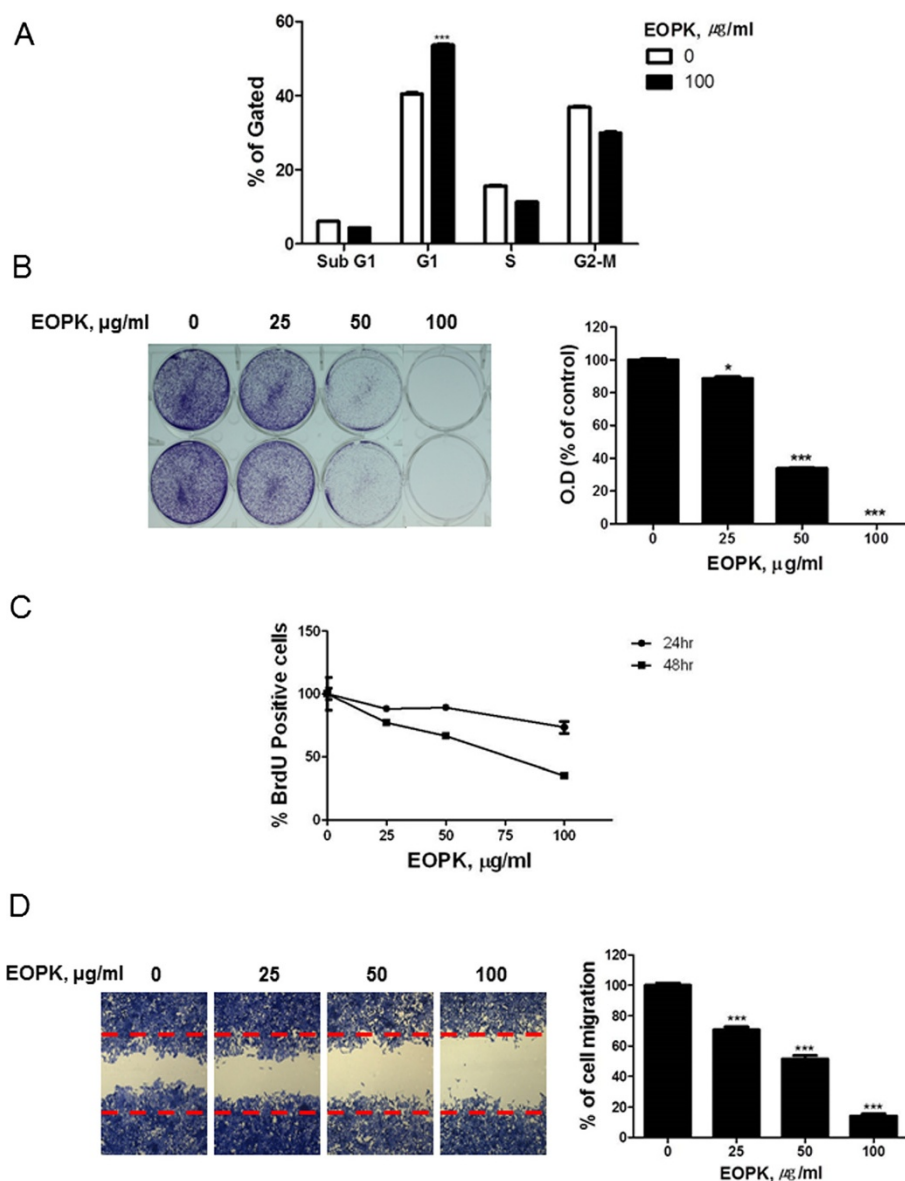 A
% of Gated
60
40
20
0
Sub G1 G1 S G2-M
***
EOPK, µg/ml
0
100
B
EOPK, µg/ml 0 25 50 100
O.D (% of control)
120
100
80
60
40
20
0
*
***
***
0 25 50 100
EOPK, µg/ml
C
% BrdU Positive cells
150
100
50
0
0 25 50 75 100
EOPK, µg/ml
24hr
48hr
D
EOPK, µg/ml 0 25 50 100
% of cell migration
120
100
80
60
40
20
0
***
***
***
0 25 50 100
EOPK, µg/ml